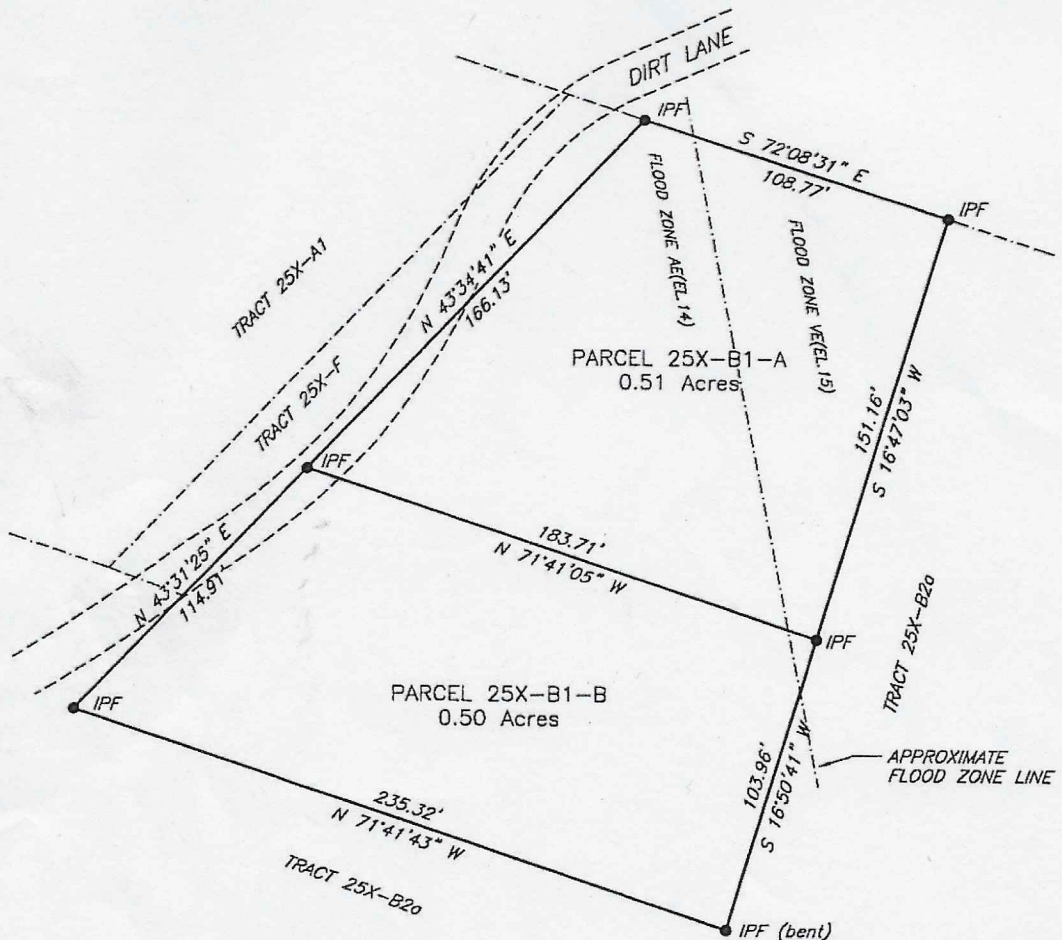 DIRT LANE
IPF
S 72°08'31" E
108.77'
IPF
FLOOD ZONE AE(EL.14)
FLOOD ZONE VE(EL.15)
TRACT 25X-A1
N 43°34'41" E
166.13'
PARCEL 25X-B1-A
0.51 Acres
TRACT 25X-F
151.16'
S 16°47'03" W
IPF
183.71'
N 71°41'05" W
N 43°31'25" E
114.91'
IPF
TRACT 25X-B2a
PARCEL 25X-B1-B
0.50 Acres
IPF
APPROXIMATE
FLOOD ZONE LINE
103.96'
S 16°50'41" W
235.32'
N 71°41'43" W
TRACT 25X-B2a
IPF (bent)